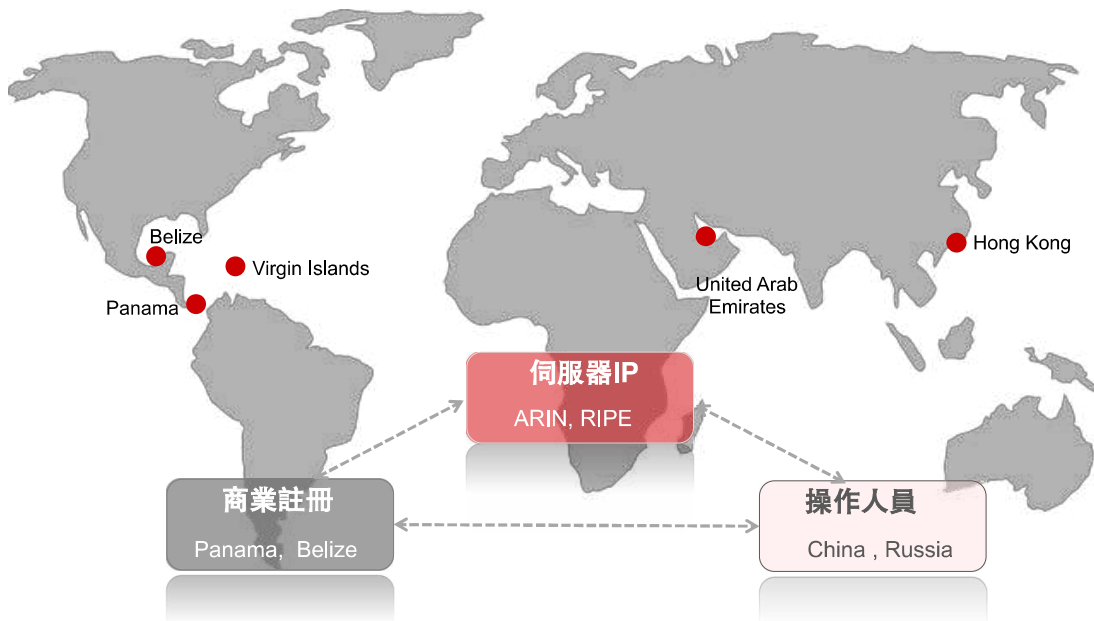 Belize
Virgin Islands
Panama
Hong Kong
United Arab
Emirates
伺服器IP
ARIN, RIPE
商業註冊
Panama, Belize
操作人員
China , Russia